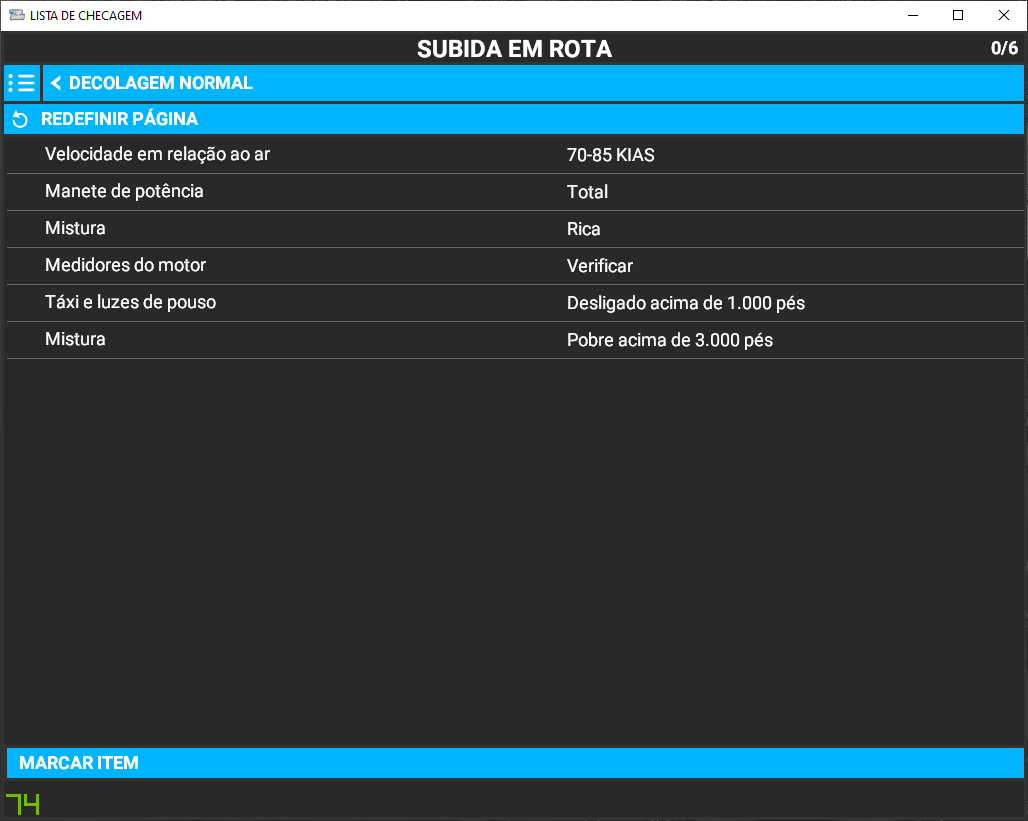 LISTA DE CHECAGEM
SUBIDA EM ROTA 0/6
DECOLAGEM NORMAL
REDEFINIR PÁGINA
Velocidade em relação ao ar 70-85 KIAS
Manete de potência Total
Mistura Rica
Medidores do motor Verificar
Táxi e luzes de pouso Desligado acima de 1.000 pés
Mistura Pobre acima de 3.000 pés
MARCAR ITEM
74